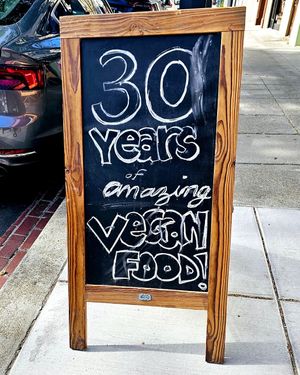 30
Years
of
amazing
VEGAN
FOOD!